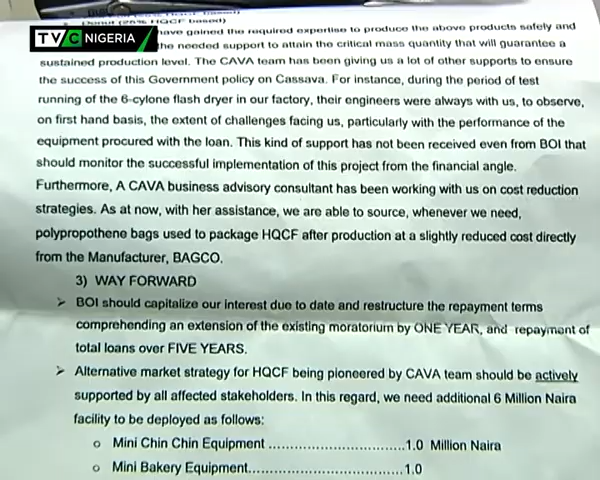 Donut (25% HQCF based)
TVC NIGERIA
have gained the required expertise to produce the above products safely and
the needed support to attain the critical mass quantity that will guarantee a
sustained production level. The CAVA team has been giving us a lot of other supports to ensure
the success of this Government policy on Cassava. For instance, during the period of test
running of the 6-cylone flash dryer in our factory, their engineers were always with us, to observe,
on first hand basis, the extent of challenges facing us, particularly with the performance of the
equipment procured with the loan. This kind of support has not been received even from BOI that
should monitor the successful implementation of this project from the financial angle.
Furthermore, A CAVA business advisory consultant has been working with us on cost reduction
strategies. As at now, with her assistance, we are able to source, whenever we need,
polypropothene bags used to package HQCF after production at a slightly reduced cost directly
from the Manufacturer, BAGCO.
3) WAY FORWARD
➢ BOI should capitalize our interest due to date and restructure the repayment terms
comprehending an extension of the existing moratorium by ONE YEAR, and repayment of
total loans over FIVE YEARS.
➢ Alternative market strategy for HQCF being pioneered by CAVA team should be actively
supported by all affected stakeholders. In this regard, we need additional 6 Million Naira
facility to be deployed as follows:
o Mini Chin Chin Equipment ..............................1.0 Million Naira
o Mini Bakery Equipment..................................1.0